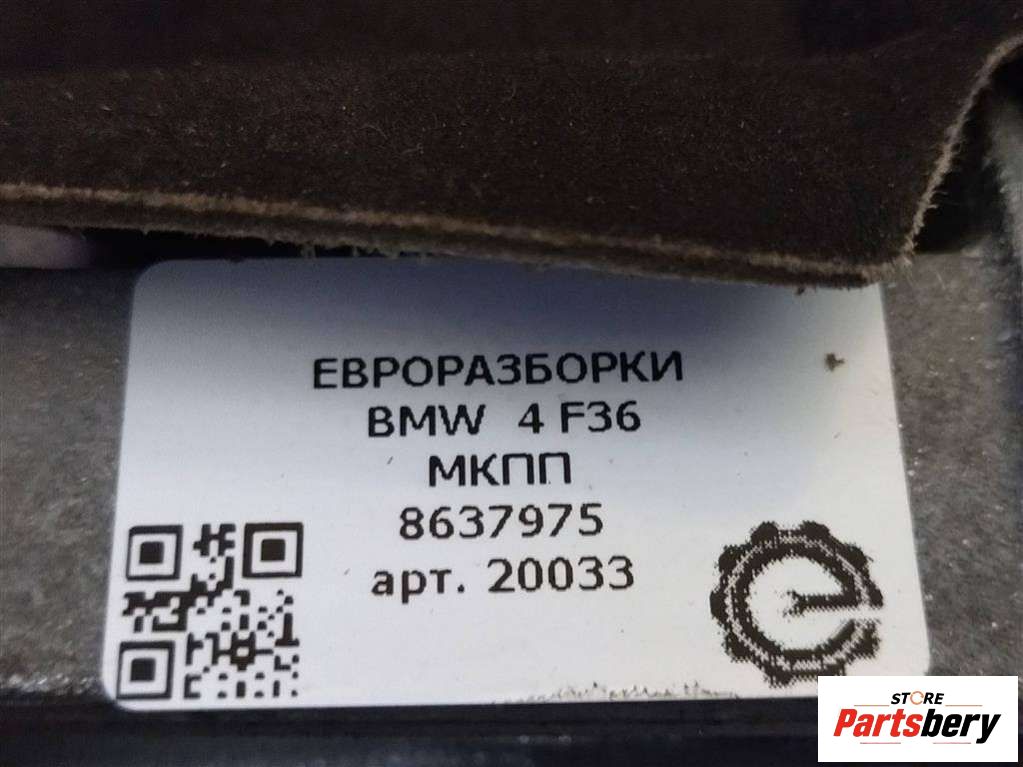 ЕВРОРАЗБОРКИ
BMW 4 F36
МКПП
8637975
арт. 20033
STORE
Partsbery